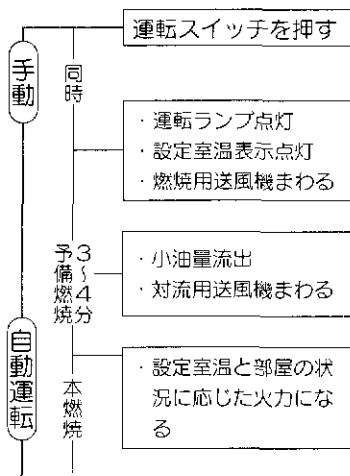 手動
自動運転
同時
3〜4分
予備燃焼
本燃焼
運転スイッチを押す
・運転ランプ点灯
・設定室温表示点灯
・燃焼用送風機まわる
・小油量流出
・対流用送風機まわる
・設定室温と部屋の状
況に応じた火力にな
る